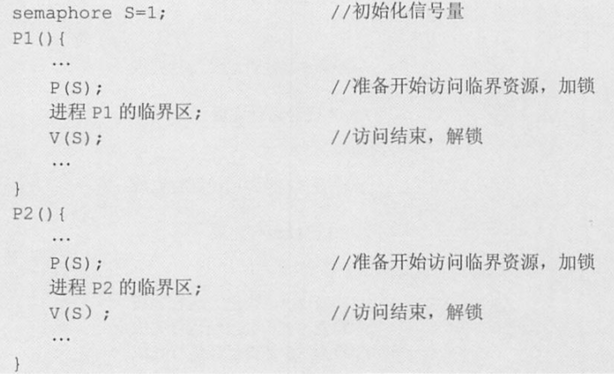 semaphore S=1; //初始化信号量
P1(){
…
P(S); //准备开始访问临界资源，加锁
进程 P1 的临界区;
V(S); //访问结束，解锁
…
}
P2(){
…
P(S); //准备开始访问临界资源，加锁
进程 P2 的临界区;
V(S）; //访问结束，解锁
…
}